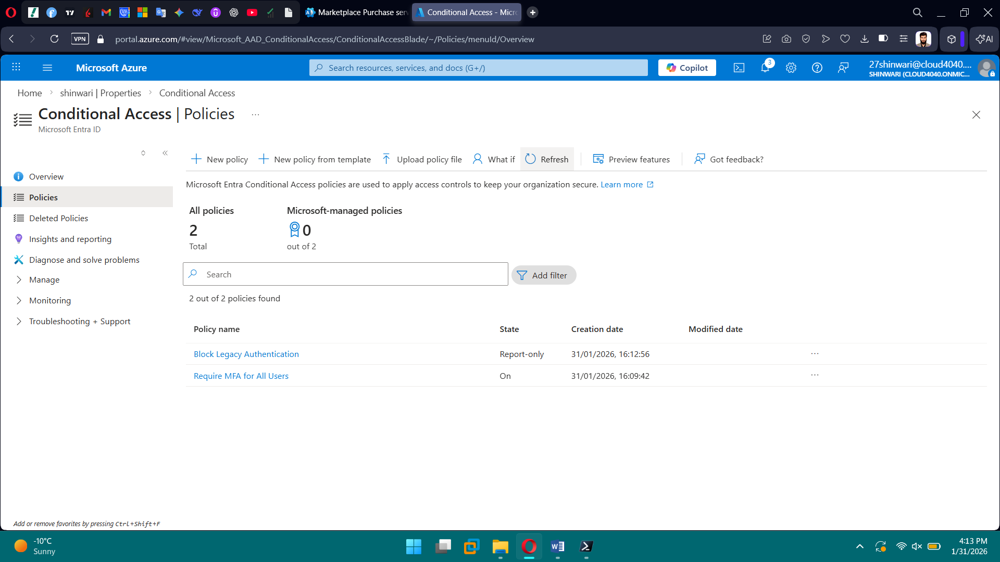 Marketplace Purchase ser
Conditional Access - Micr
VPN
portal.azure.com/#view/Microsoft_AAD_ConditionalAccess/ConditionalAccessBlade/~/Policies/menuId/Overview
AI
Microsoft Azure
Search resources, services, and docs (G+/)
Copilot
3
27shinwari@cloud4040....
SHINWARI (CLOUD4040.ONMIC...
Home > shinwari | Properties > Conditional Access
Conditional Access | Policies ...
Microsoft Entra ID
Overview
Policies
Deleted Policies
Insights and reporting
Diagnose and solve problems
Manage
Monitoring
Troubleshooting + Support
Add or remove favorites by pressing Ctrl+Shift+F
New policy
New policy from template
Upload policy file
What if
Refresh
Preview features
Got feedback?
Microsoft Entra Conditional Access policies are used to apply access controls to keep your organization secure. Learn more
All policies
2
Total
Microsoft-managed policies
0
out of 2
Search
Add filter
2 out of 2 policies found
Policy name State Creation date Modified date
Block Legacy Authentication Report-only 31/01/2026, 16:12:56 ...
Require MFA for All Users On 31/01/2026, 16:09:42 ...
-10°C
Sunny
4:13 PM
1/31/2026